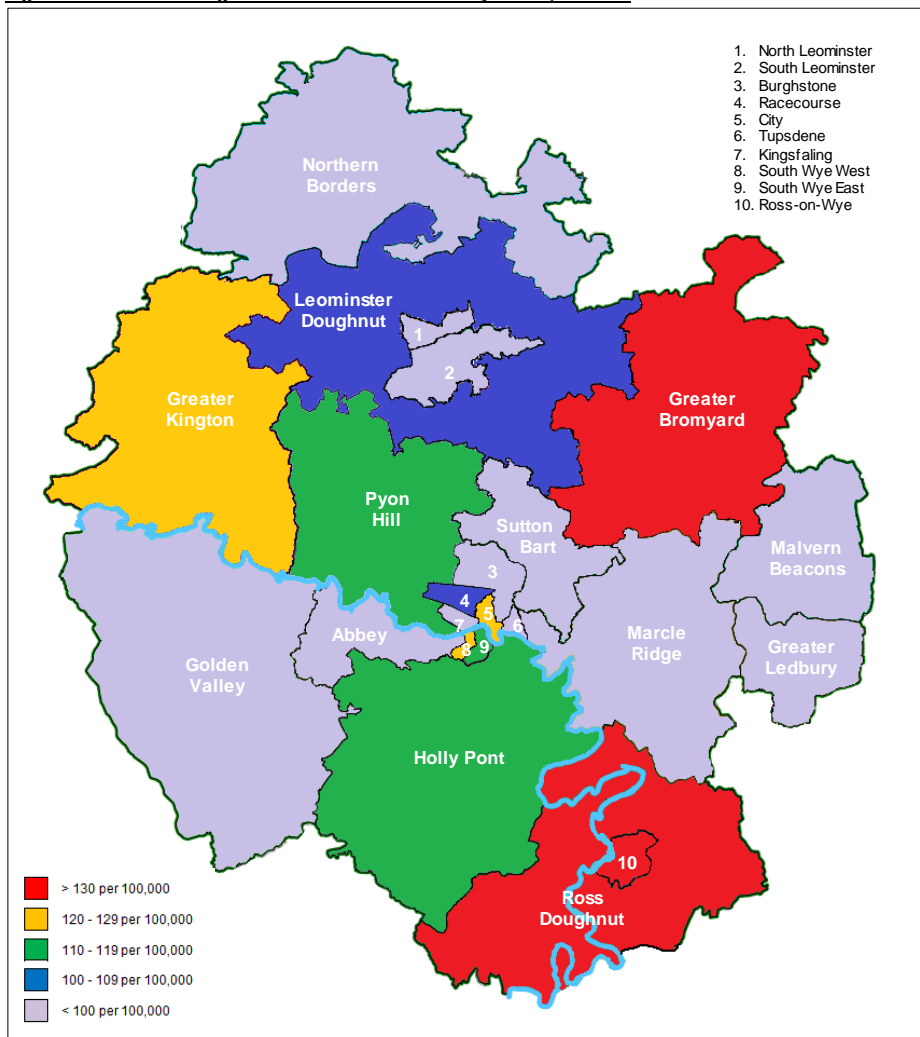 1. North Leominster
2. South Leominster
3. Burghstone
4. Racecourse
5. City
6. Tupsdene
7. Kingsfaling
8. South Wye West
9. South Wye East
10. Ross-on-Wye
Northern
Borders
Leominster
Doughnut
1
2
Greater
Kington
Greater
Bromyard
Pyon
Hill
Sutton
Bart
Malvern
Beacons
3
4
5
6
7
8
9
Abbey
Marcle
Ridge
Greater
Ledbury
Golden
Valley
Holly Pont
10
Ross
Doughnut
> 130 per 100,000
120 - 129 per 100,000
110 - 119 per 100,000
100 - 109 per 100,000
< 100 per 100,000